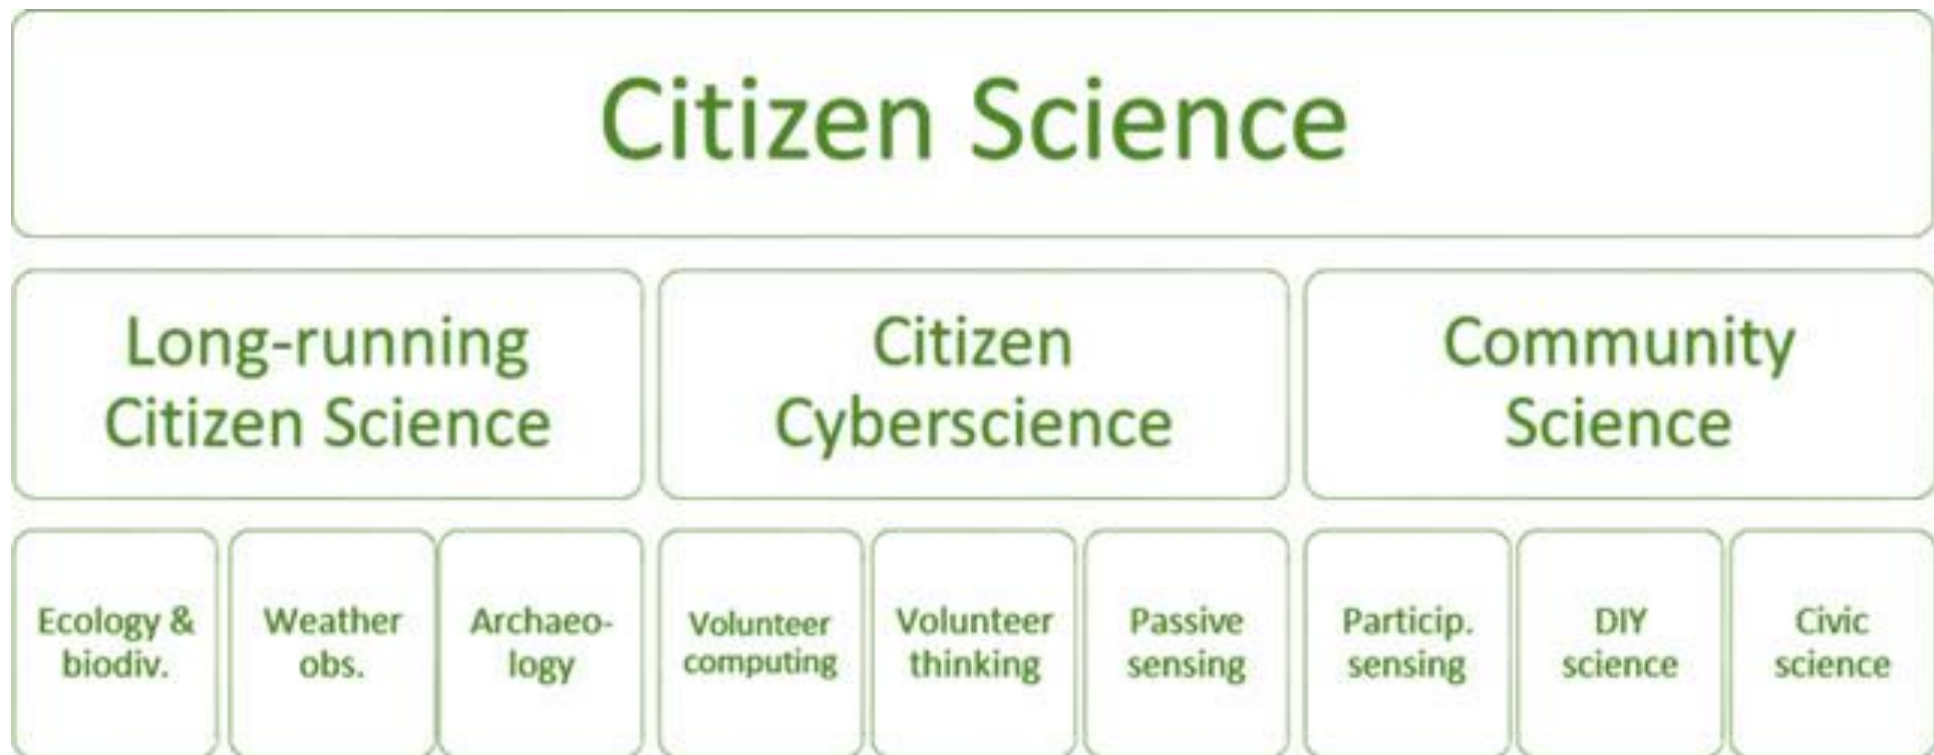 Citizen Science
Long-running
Citizen Science
Citizen
Cyberscience
Community
Science
Ecology &
biodiv.
Weather
obs.
Archaeo-
logy
Volunteer
computing
Volunteer
thinking
Passive
sensing
Particip.
sensing
DIY
science
Civic
science